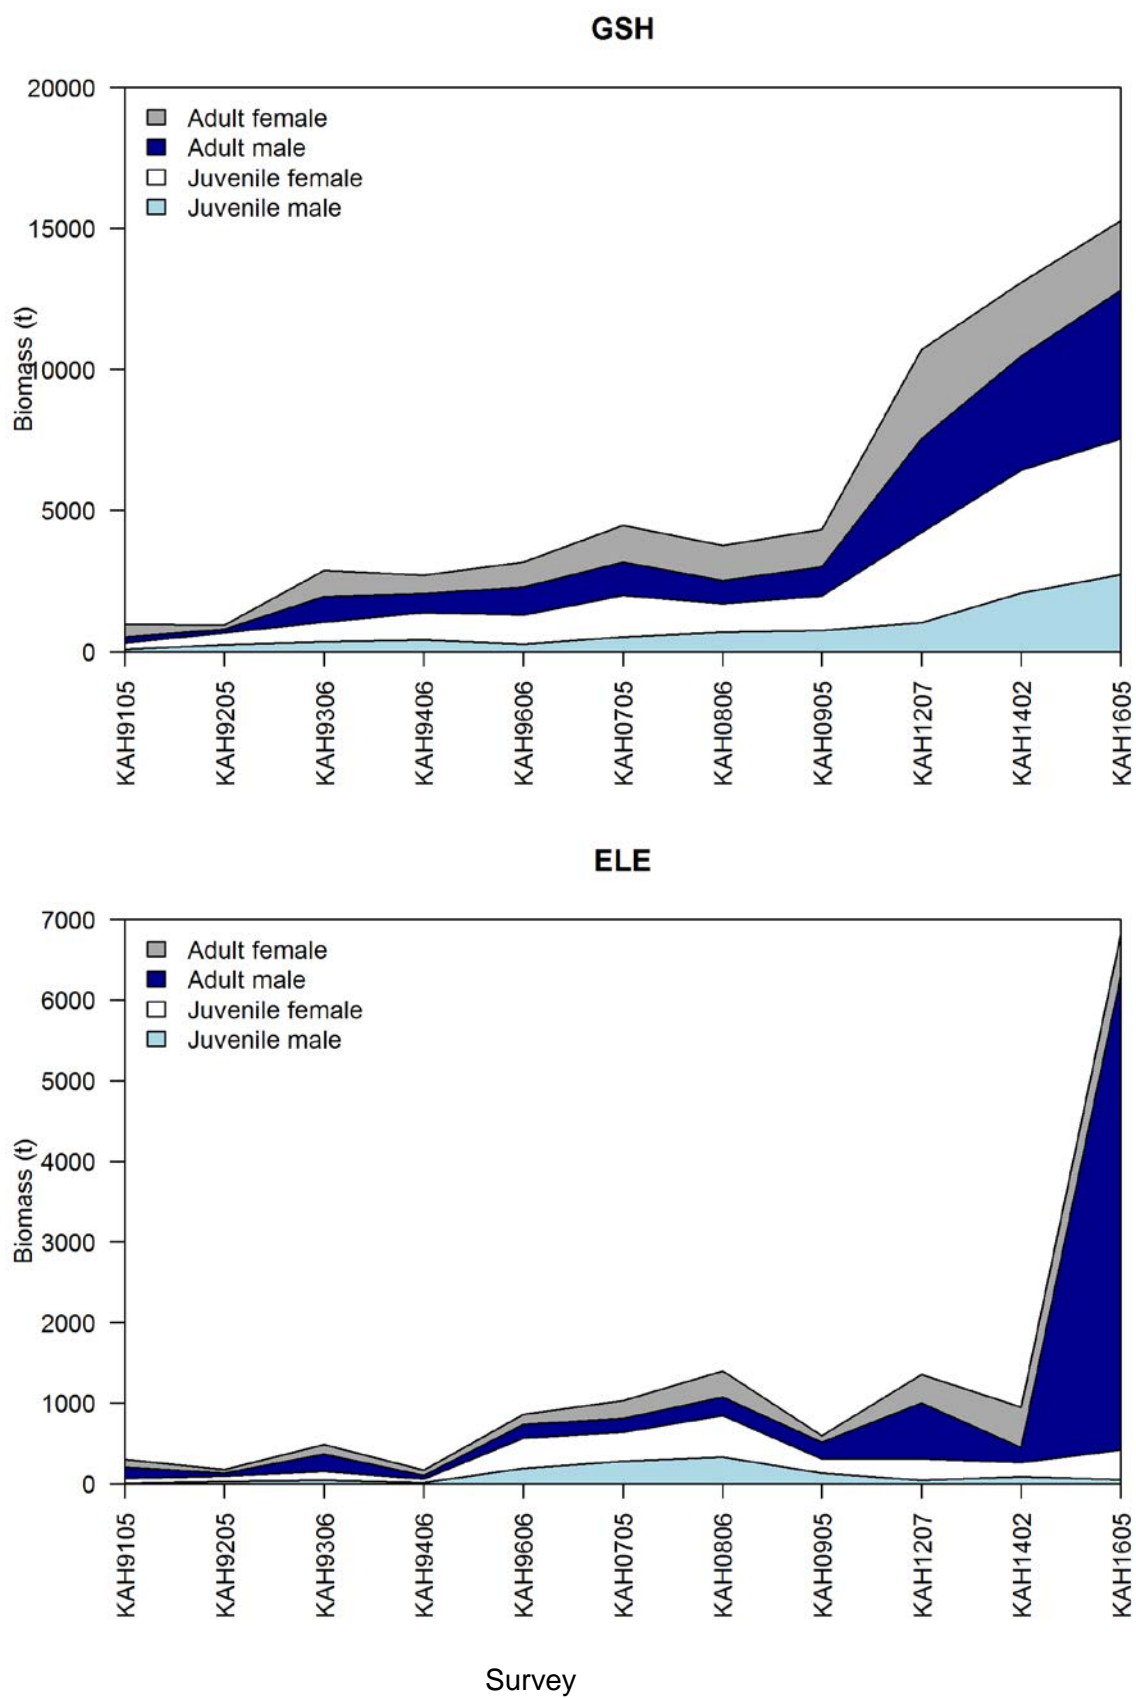 GSH
20000
15000
10000
5000
0
Biomass (t)
Adult female
Adult male
Juvenile female
Juvenile male
KAH9105
KAH9205
KAH9306
KAH9406
KAH9606
KAH0705
KAH0806
KAH0905
KAH1207
KAH1402
KAH1605
ELE
7000
6000
5000
4000
3000
2000
1000
0
Biomass (t)
Adult female
Adult male
Juvenile female
Juvenile male
KAH9105
KAH9205
KAH9306
KAH9406
KAH9606
KAH0705
KAH0806
KAH0905
KAH1207
KAH1402
KAH1605
Survey